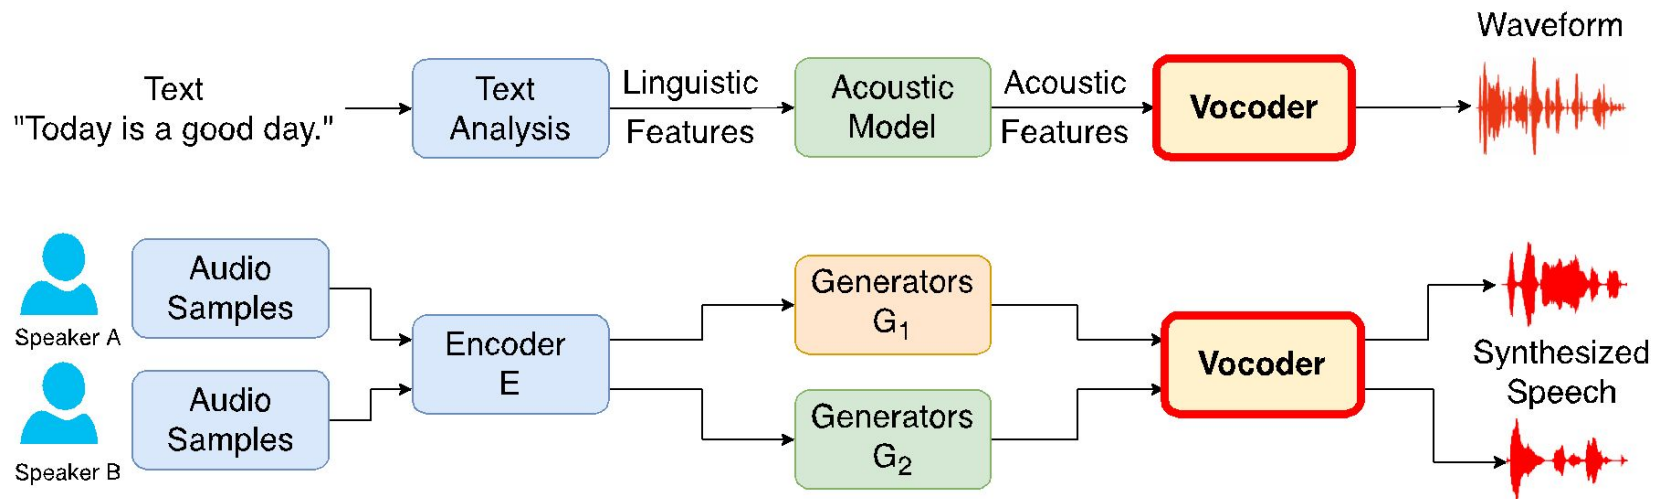 Waveform
Text
"Today is a good day."
Text
Analysis
Linguistic
Features
Acoustic
Model
Acoustic
Features
Vocoder
Speaker A
Audio
Samples
Speaker B
Audio
Samples
Encoder
E
Generators
G₁
Generators
G₂
Vocoder
Synthesized
Speech